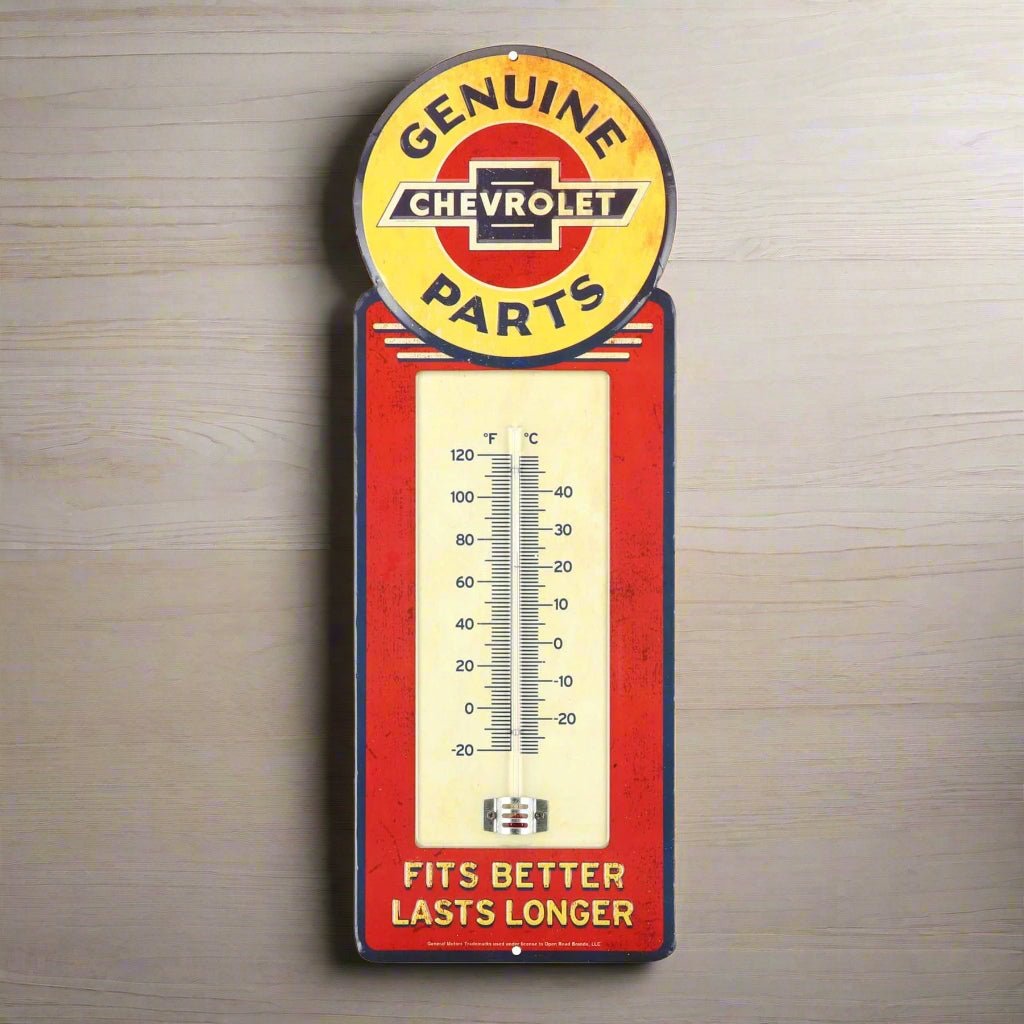 GENUINE
CHEVROLET
PARTS
°F °C
120
40
100
30
80
20
60
10
40
0
20
-10
0
-20
-20
FITS BETTER
LASTS LONGER
General Motors Trademarks used under license to Open Road Brands, LLC